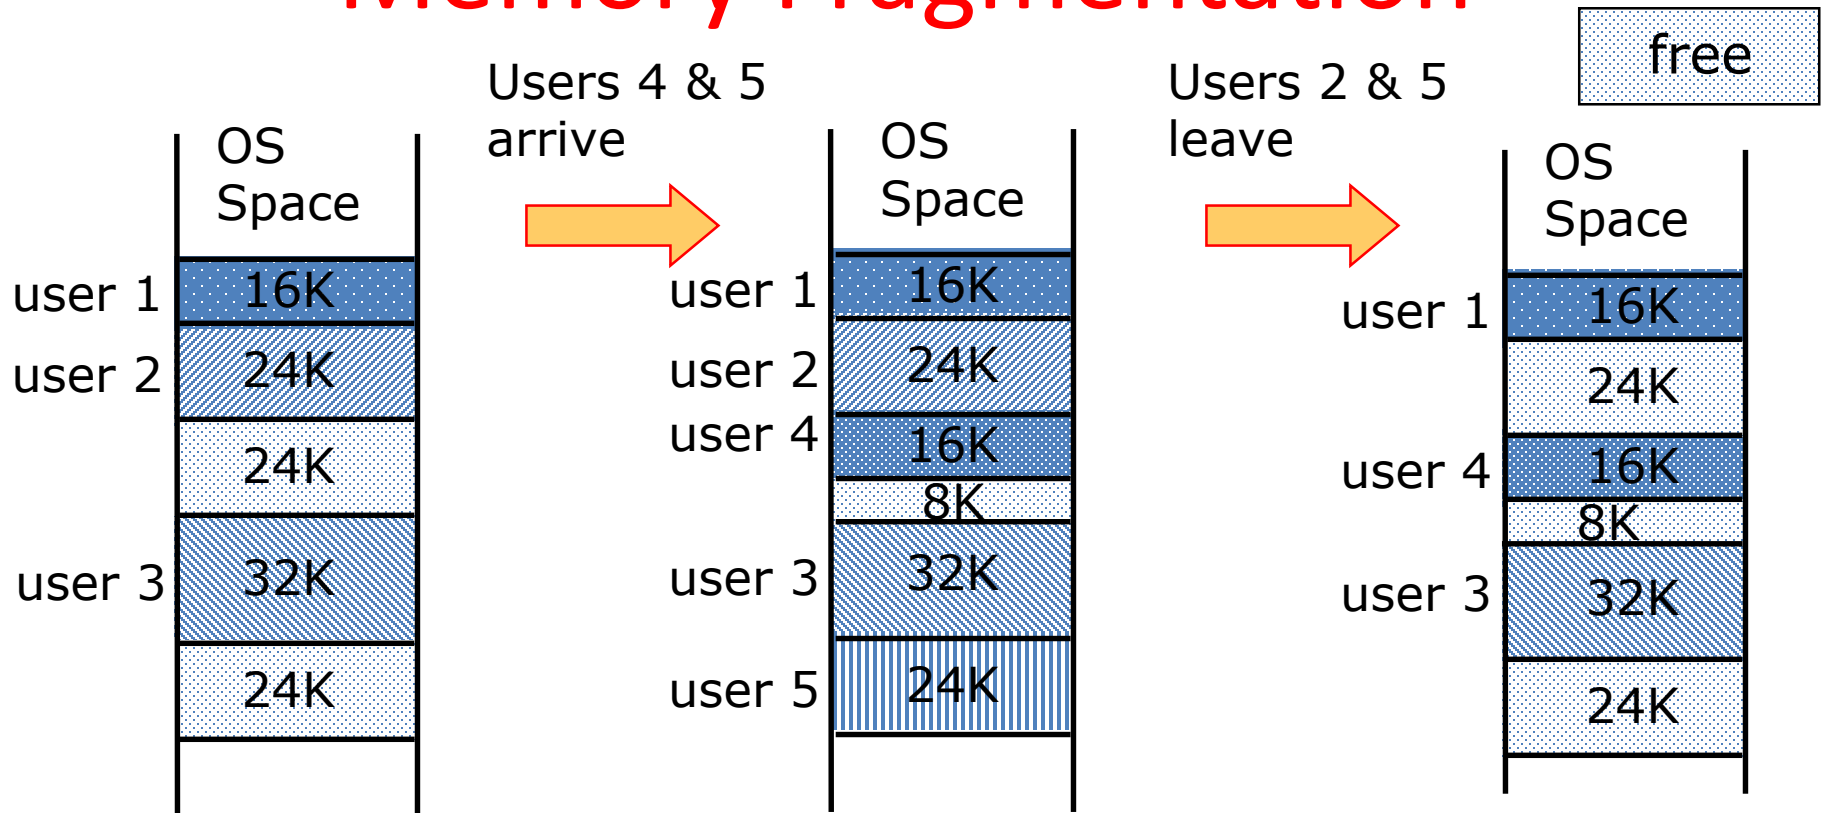 Memory Fragmentation
free
Users 4 & 5
arrive
Users 2 & 5
leave
OS
Space
user 1 16K
user 2 24K
24K
user 3 32K
24K
OS
Space
user 1 16K
user 2 24K
user 4 16K
8K
user 3 32K
user 5 24K
OS
Space
user 1 16K
24K
user 4 16K
8K
user 3 32K
24K